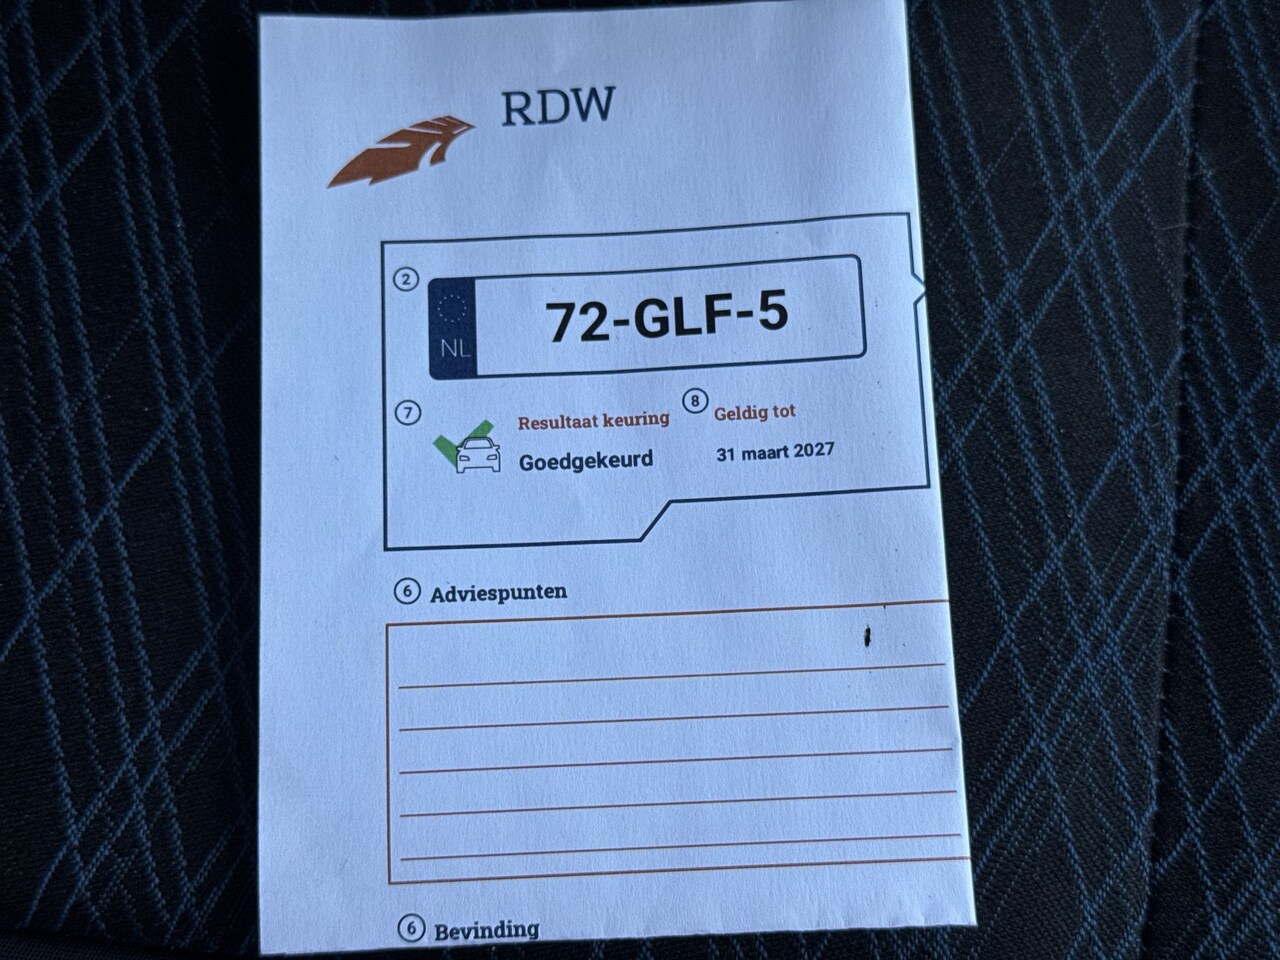 RDW
2
NL
72-GLF-5
7
Resultaat keuring
Goedgekeurd
8
Geldig tot
31 maart 2027
6 Adviespunten
6 Bevinding